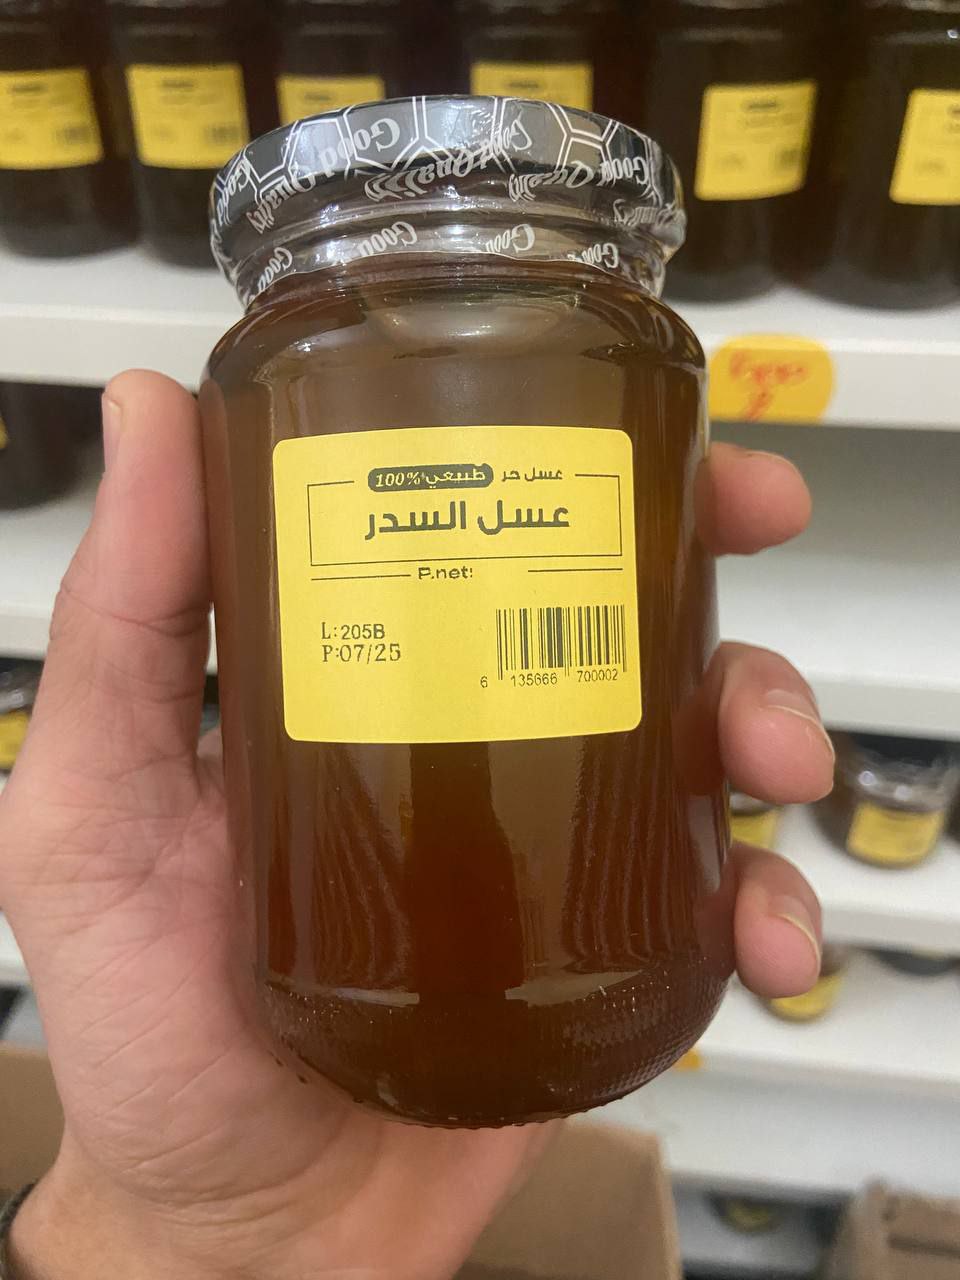 Good Quality
عسل حر طبيعي 100%
عسل السدر
P.net:
L:205B
P:07/25
6 135666 700002